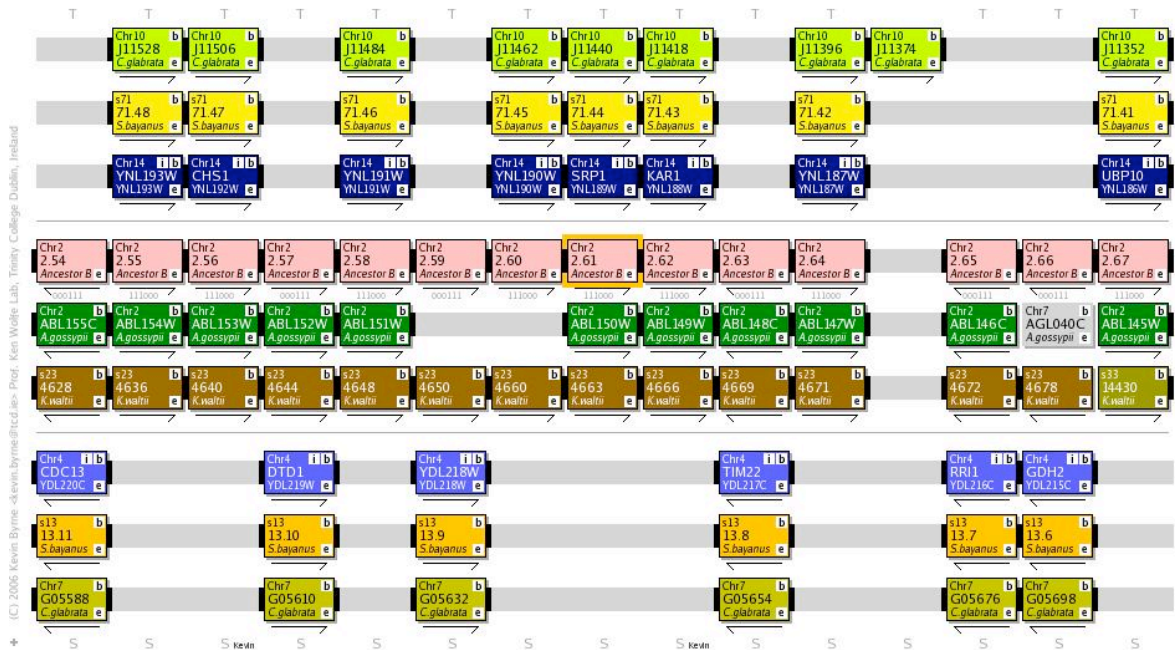 T T T T T T T T T T T T T T T
Chr10 b Chr10 b Chr10 b Chr10 b Chr10 b Chr10 b Chr10 b Chr10 b Chr10 b
J11528 J11506 J11484 J11462 J11440 J11418 J11396 J11374 J11352
C.glabrata e C.glabrata e C.glabrata e C.glabrata e C.glabrata e C.glabrata e C.glabrata e C.glabrata e C.glabrata e
s71 b s71 b s71 b s71 b s71 b s71 b s71 b s71 b
71.48 71.47 71.46 71.45 71.44 71.43 71.42 71.41
S.bayanus e S.bayanus e S.bayanus e S.bayanus e S.bayanus e S.bayanus e S.bayanus e S.bayanus e
Chr14 i b Chr14 i b Chr14 i b Chr14 i b Chr14 i b Chr14 i b Chr14 i b Chr14 i b
YNL193W CHS1 YNL191W YNL190W SRP1 KAR1 YNL187W UBP10
YNL193W e YNL192W e YNL191W e YNL190W e YNL189W e YNL188W e YNL187W e YNL186W e
Chr2 Chr2 Chr2 Chr2 Chr2 Chr2 Chr2 Chr2 Chr2 Chr2 Chr2 Chr2 Chr2 Chr2
2.54 2.55 2.56 2.57 2.58 2.59 2.60 2.61 2.62 2.63 2.64 2.65 2.66 2.67
Ancestor B e Ancestor B e Ancestor B e Ancestor B e Ancestor B e Ancestor B e Ancestor B e Ancestor B e Ancestor B e Ancestor B e Ancestor B e Ancestor B e Ancestor B e Ancestor B e
000111 111000 111000 000111 111000 000111 111000 111000 111000 000111 111000 000111 000111 111000
Chr2 b Chr2 b Chr2 b Chr2 b Chr2 b Chr2 b Chr2 b Chr2 b Chr2 b Chr2 b Chr7 b Chr2 b
ABL155C ABL154W ABL153W ABL152W ABL151W ABL150W ABL149W ABL148C ABL147W ABL146C AGL040C ABL145W
A.gossypii e A.gossypii e A.gossypii e A.gossypii e A.gossypii e A.gossypii e A.gossypii e A.gossypii e A.gossypii e A.gossypii e A.gossypii e A.gossypii e
s23 b s23 b s23 b s23 b s23 b s23 b s23 b s23 b s23 b s23 b s23 b s23 b s23 b s33 b
4628 4636 4640 4644 4648 4650 4660 4663 4666 4669 4671 4672 4678 14430
K.waltii e K.waltii e K.waltii e K.waltii e K.waltii e K.waltii e K.waltii e K.waltii e K.waltii e K.waltii e K.waltii e K.waltii e K.waltii e K.waltii e
Chr4 i b Chr4 i b Chr4 i b Chr4 i b Chr4 i b Chr4 i b
CDC13 DTD1 YDL218W TIM22 RRI1 GDH2
YDL220C e YDL219W e YDL218W e YDL217C e YDL216C e YDL215C e
s13 b s13 b s13 b s13 b s13 b s13 b
13.11 13.10 13.9 13.8 13.7 13.6
S.bayanus e S.bayanus e S.bayanus e S.bayanus e S.bayanus e S.bayanus e
Chr7 b Chr7 b Chr7 b Chr7 b Chr7 b Chr7 b
G05588 G05610 G05632 G05654 G05676 G05698
C.glabrata e C.glabrata e C.glabrata e C.glabrata e C.glabrata e C.glabrata e
S S S Kevin S S S S S S Kevin S S S S S S
(C) 2006 Kevin Byrne <kevin.byrne@tcd.ie> Prof. Ken Wolfe Lab, Trinity College Dublin, Ireland